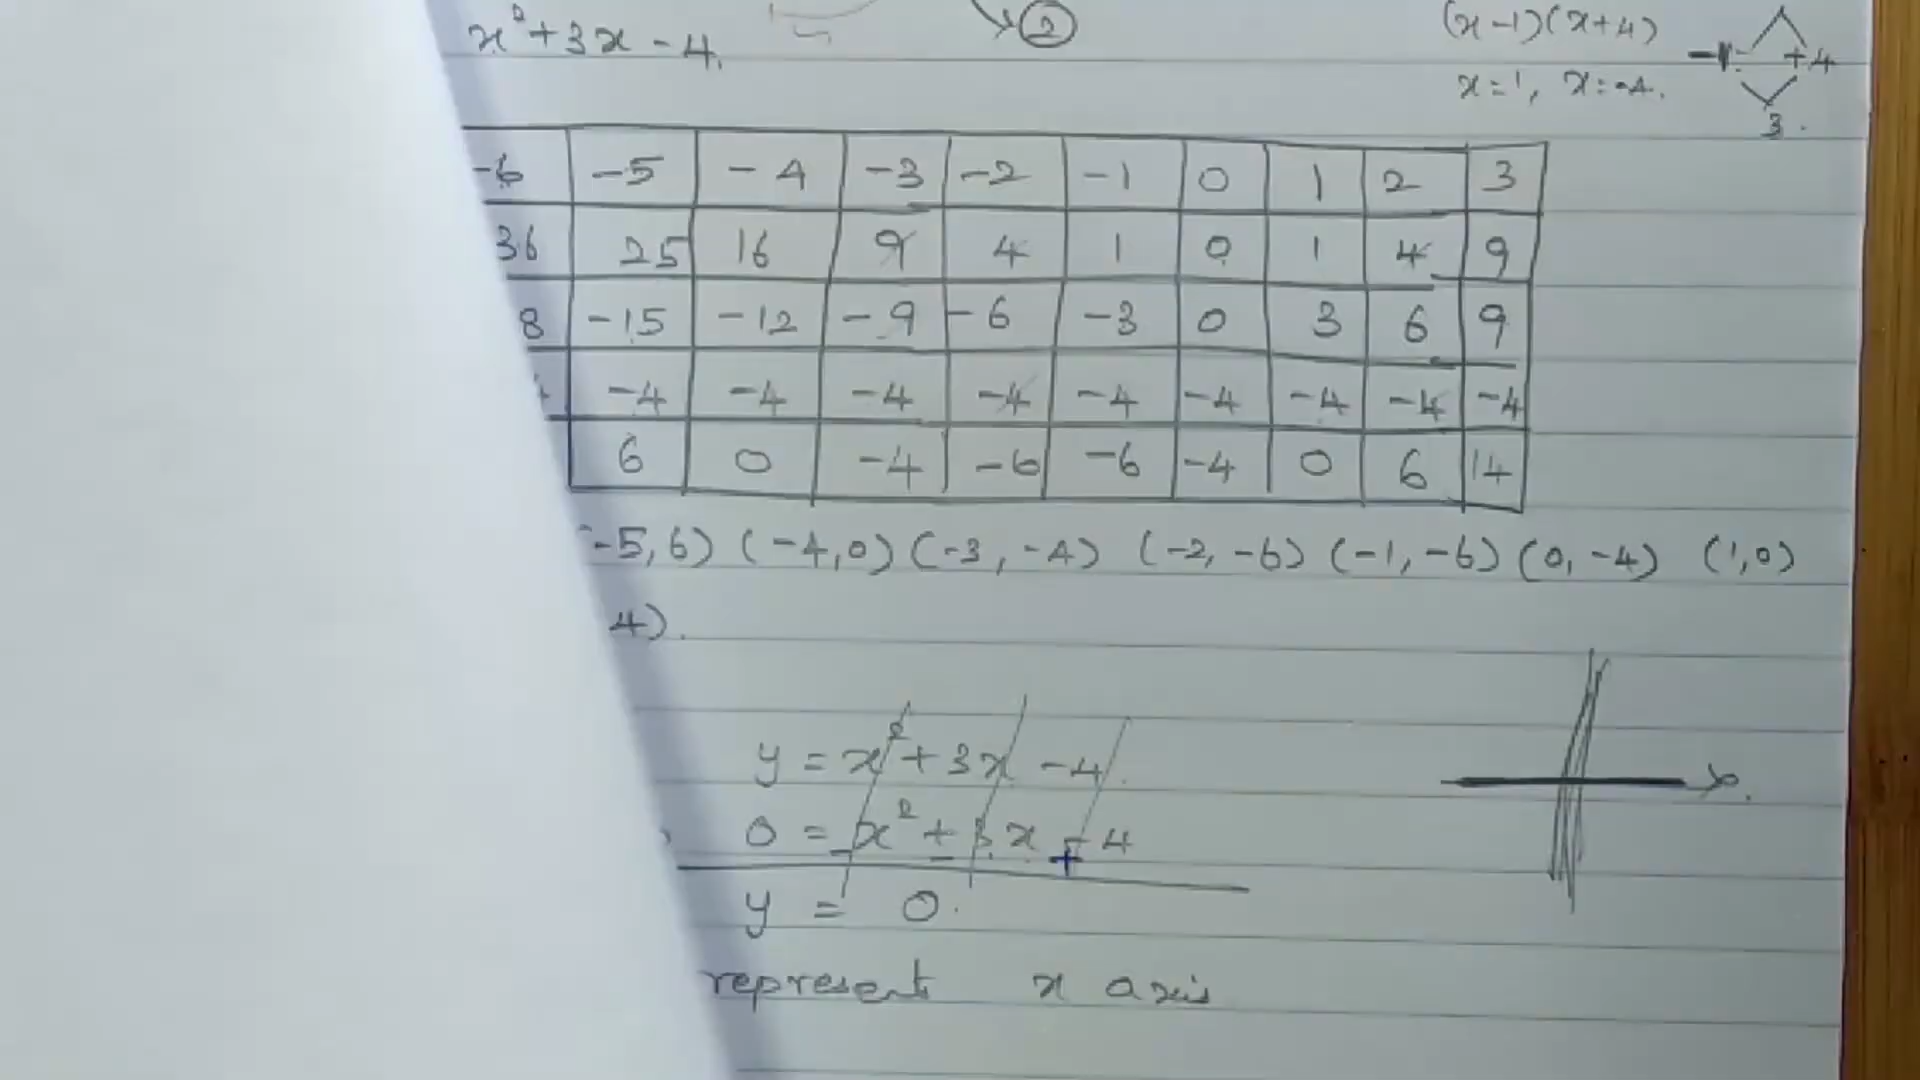 x²+3x-4.
②
(x-1)(x+4)
x=1, x=-4.
-1 +4
3.
-6 -5 -4 -3 -2 -1 0 1 2 3
36 25 16 9 4 1 0 1 4 9
8 -15 -12 -9 -6 -3 0 3 6 9
-4 -4 -4 -4 -4 -4 -4 -4 -4
6 0 -4 -6 -6 -4 0 6 14
-5,6) (-4,0) (-3,-4) (-2,-6) (-1,-6) (0,-4) (1,0)
4).
y = x²+3x-4.
0 = x²+3x-4
- - +
y = 0.
represent x axis